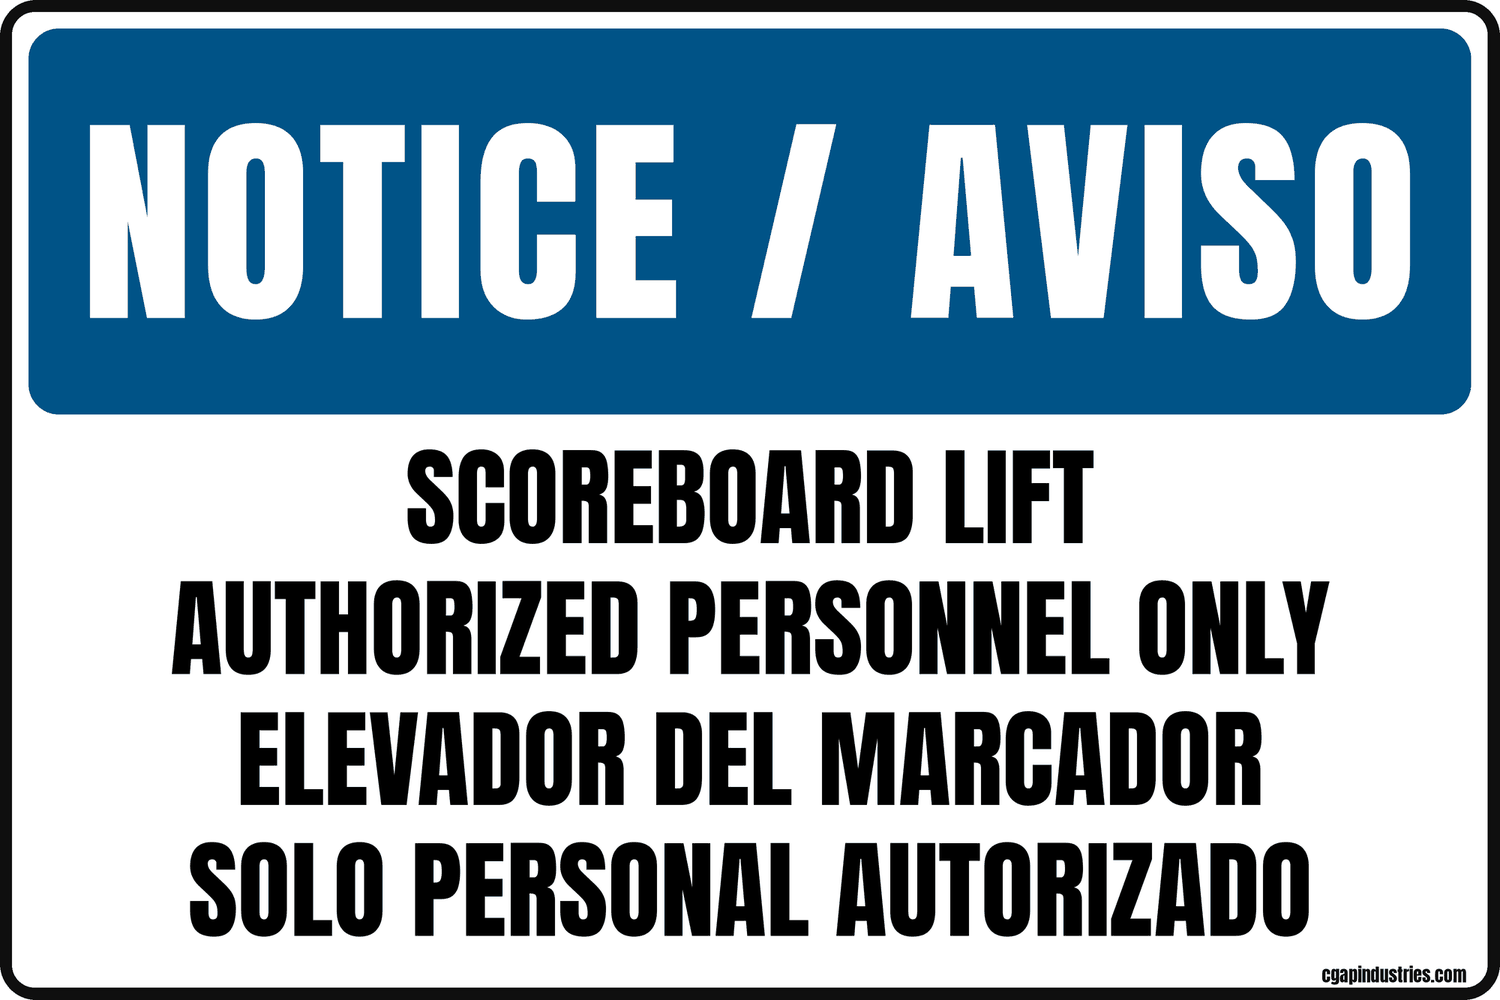 NOTICE / AVISO
SCOREBOARD LIFT
AUTHORIZED PERSONNEL ONLY
ELEVADOR DEL MARCADOR
SOLO PERSONAL AUTORIZADO
cgapindustries.com